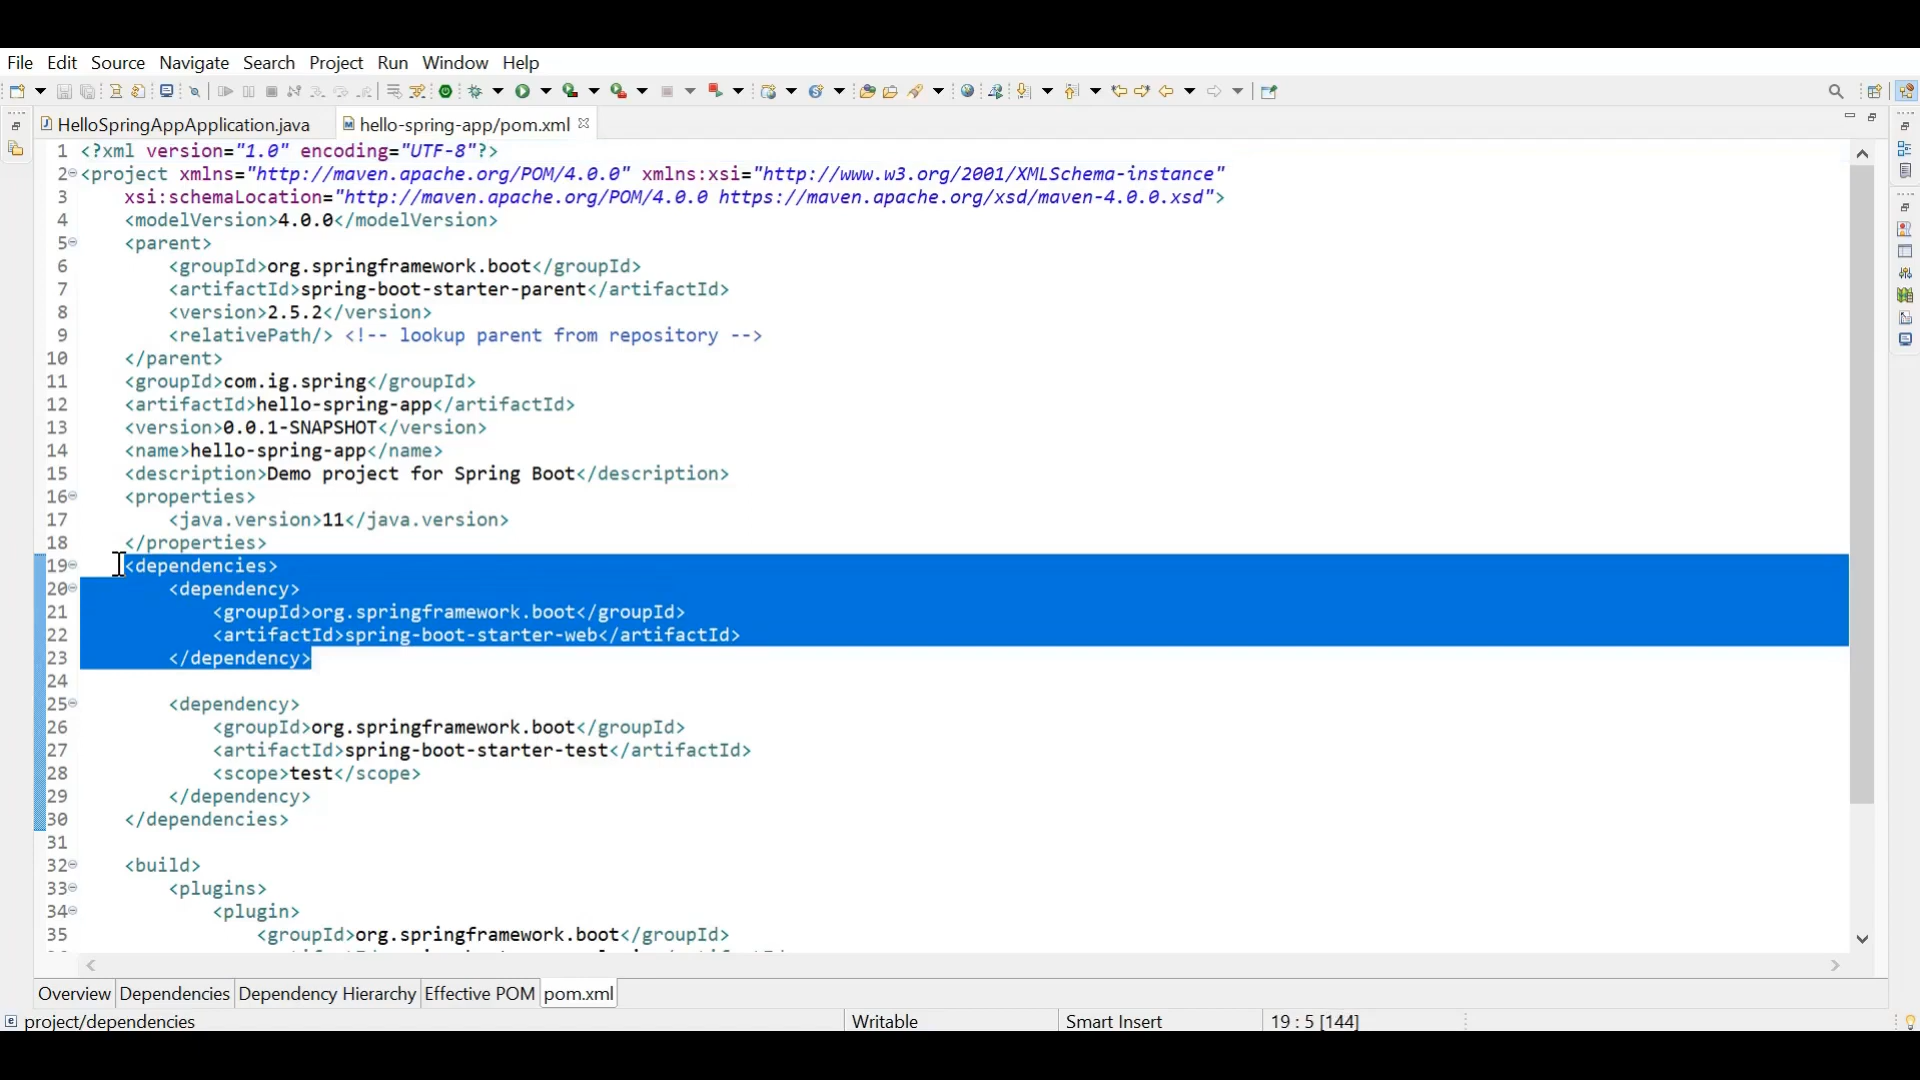 File Edit Source Navigate Search Project Run Window Help
HelloSpringAppApplication.java hello-spring-app/pom.xml
1 <?xml version="1.0" encoding="UTF-8"?>
2 <project xmlns="http://maven.apache.org/POM/4.0.0" xmlns:xsi="http://www.w3.org/2001/XMLSchema-instance"
3 xsi:schemaLocation="http://maven.apache.org/POM/4.0.0 https://maven.apache.org/xsd/maven-4.0.0.xsd">
4 <modelVersion>4.0.0</modelVersion>
5 <parent>
6 <groupId>org.springframework.boot</groupId>
7 <artifactId>spring-boot-starter-parent</artifactId>
8 <version>2.5.2</version>
9 <relativePath/> <!-- lookup parent from repository -->
10 </parent>
11 <groupId>com.ig.spring</groupId>
12 <artifactId>hello-spring-app</artifactId>
13 <version>0.0.1-SNAPSHOT</version>
14 <name>hello-spring-app</name>
15 <description>Demo project for Spring Boot</description>
16 <properties>
17 <java.version>11</java.version>
18 </properties>
19 <dependencies>
20 <dependency>
21 <groupId>org.springframework.boot</groupId>
22 <artifactId>spring-boot-starter-web</artifactId>
23 </dependency>
24
25 <dependency>
26 <groupId>org.springframework.boot</groupId>
27 <artifactId>spring-boot-starter-test</artifactId>
28 <scope>test</scope>
29 </dependency>
30 </dependencies>
31
32 <build>
33 <plugins>
34 <plugin>
35 <groupId>org.springframework.boot</groupId>
Overview Dependencies Dependency Hierarchy Effective POM pom.xml
project/dependencies Writable Smart Insert 19 : 5 [144]